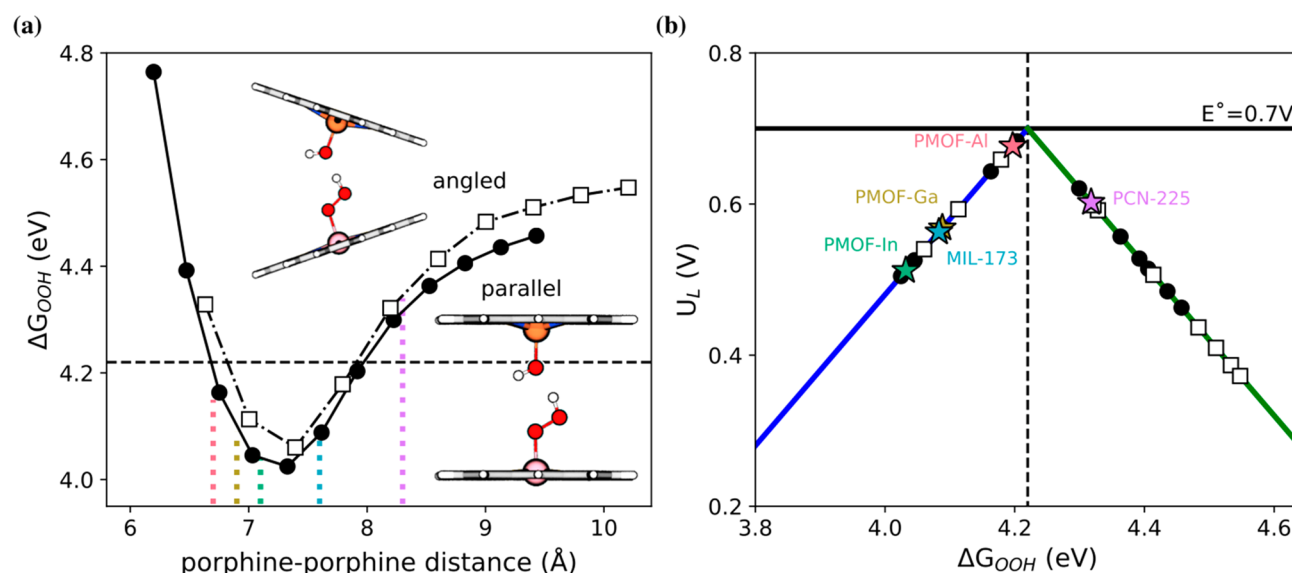 (a)
4.8
4.6
4.4
4.2
4.0
ΔG_OOH (eV)
angled
parallel
6 7 8 9 10
porphine-porphine distance (Å)
(b)
0.8
0.6
0.4
0.2
U_L (V)
E°=0.7V
PMOF-Al
PMOF-Ga
PCN-225
PMOF-In
MIL-173
3.8 4.0 4.2 4.4 4.6
ΔG_OOH (eV)